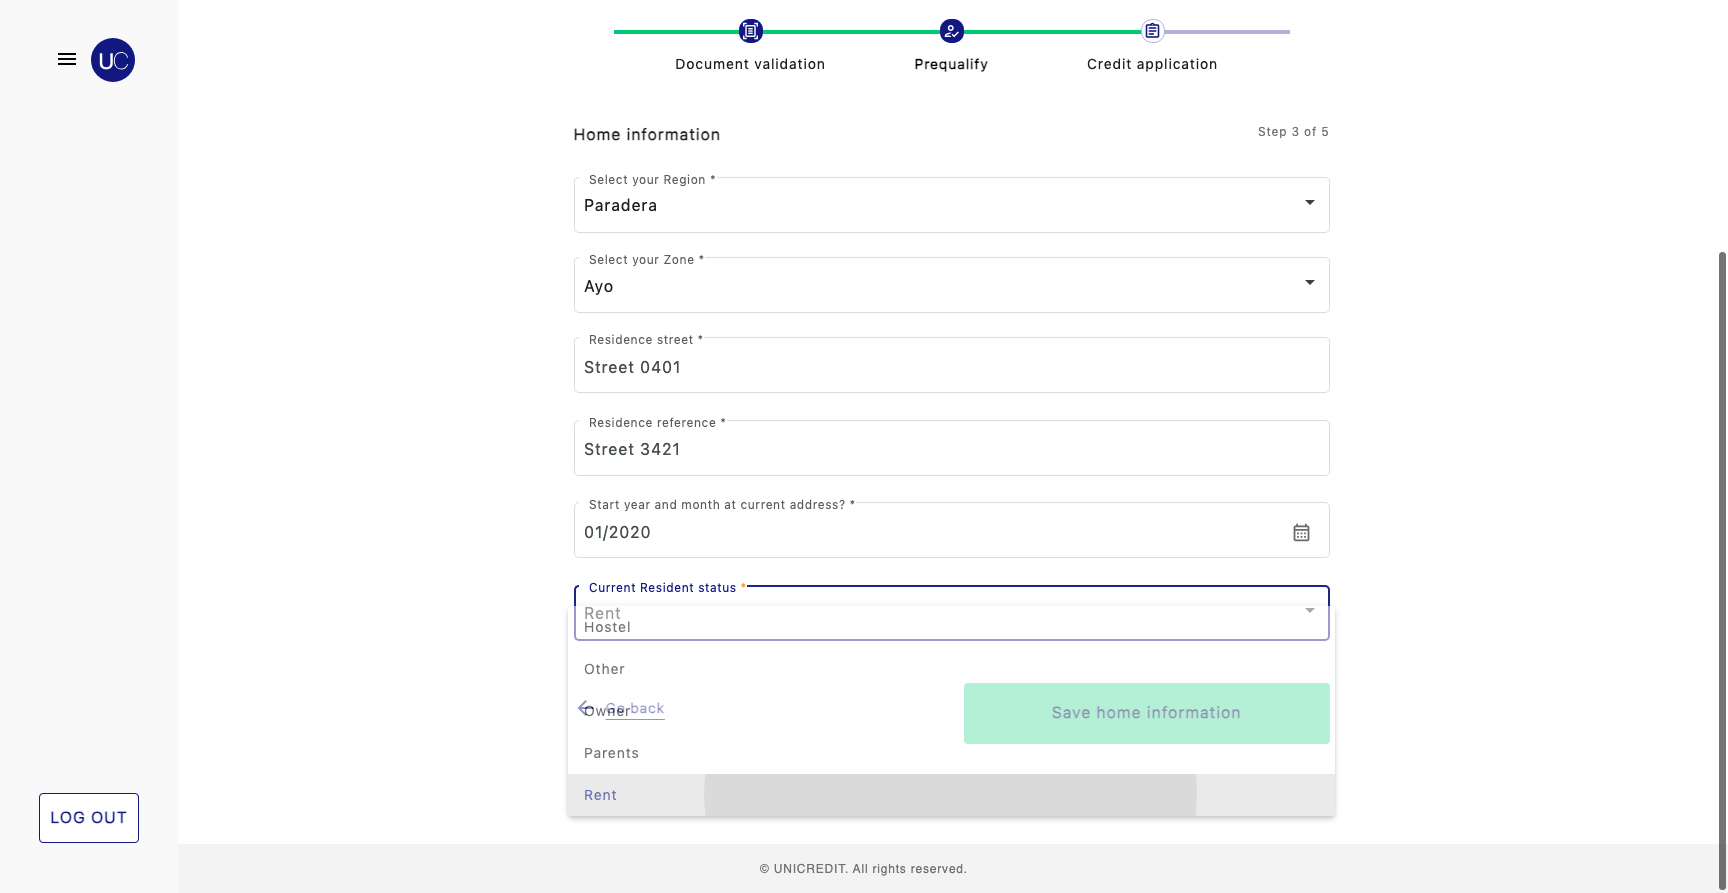 UC
Document validation
Prequalify
Credit application
Home information
Step 3 of 5
Select your Region *
Paradera
Select your Zone *
Ayo
Residence street *
Street 0401
Residence reference *
Street 3421
Start year and month at current address? *
01/2020
Current Resident status *
Rent
Hostel
Other
Go back
Owner
Save home information
Parents
Rent
LOG OUT
© UNICREDIT. All rights reserved.